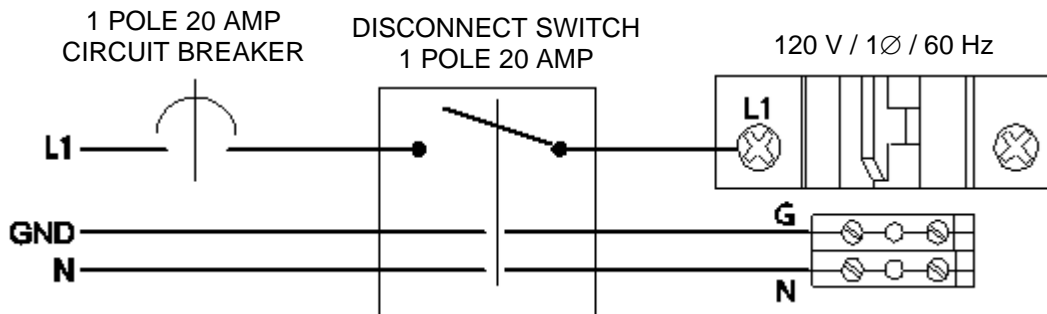 1 POLE 20 AMP
CIRCUIT BREAKER
DISCONNECT SWITCH
1 POLE 20 AMP
120 V / 1∅ / 60 Hz
L1
L1
GND
G
N
N